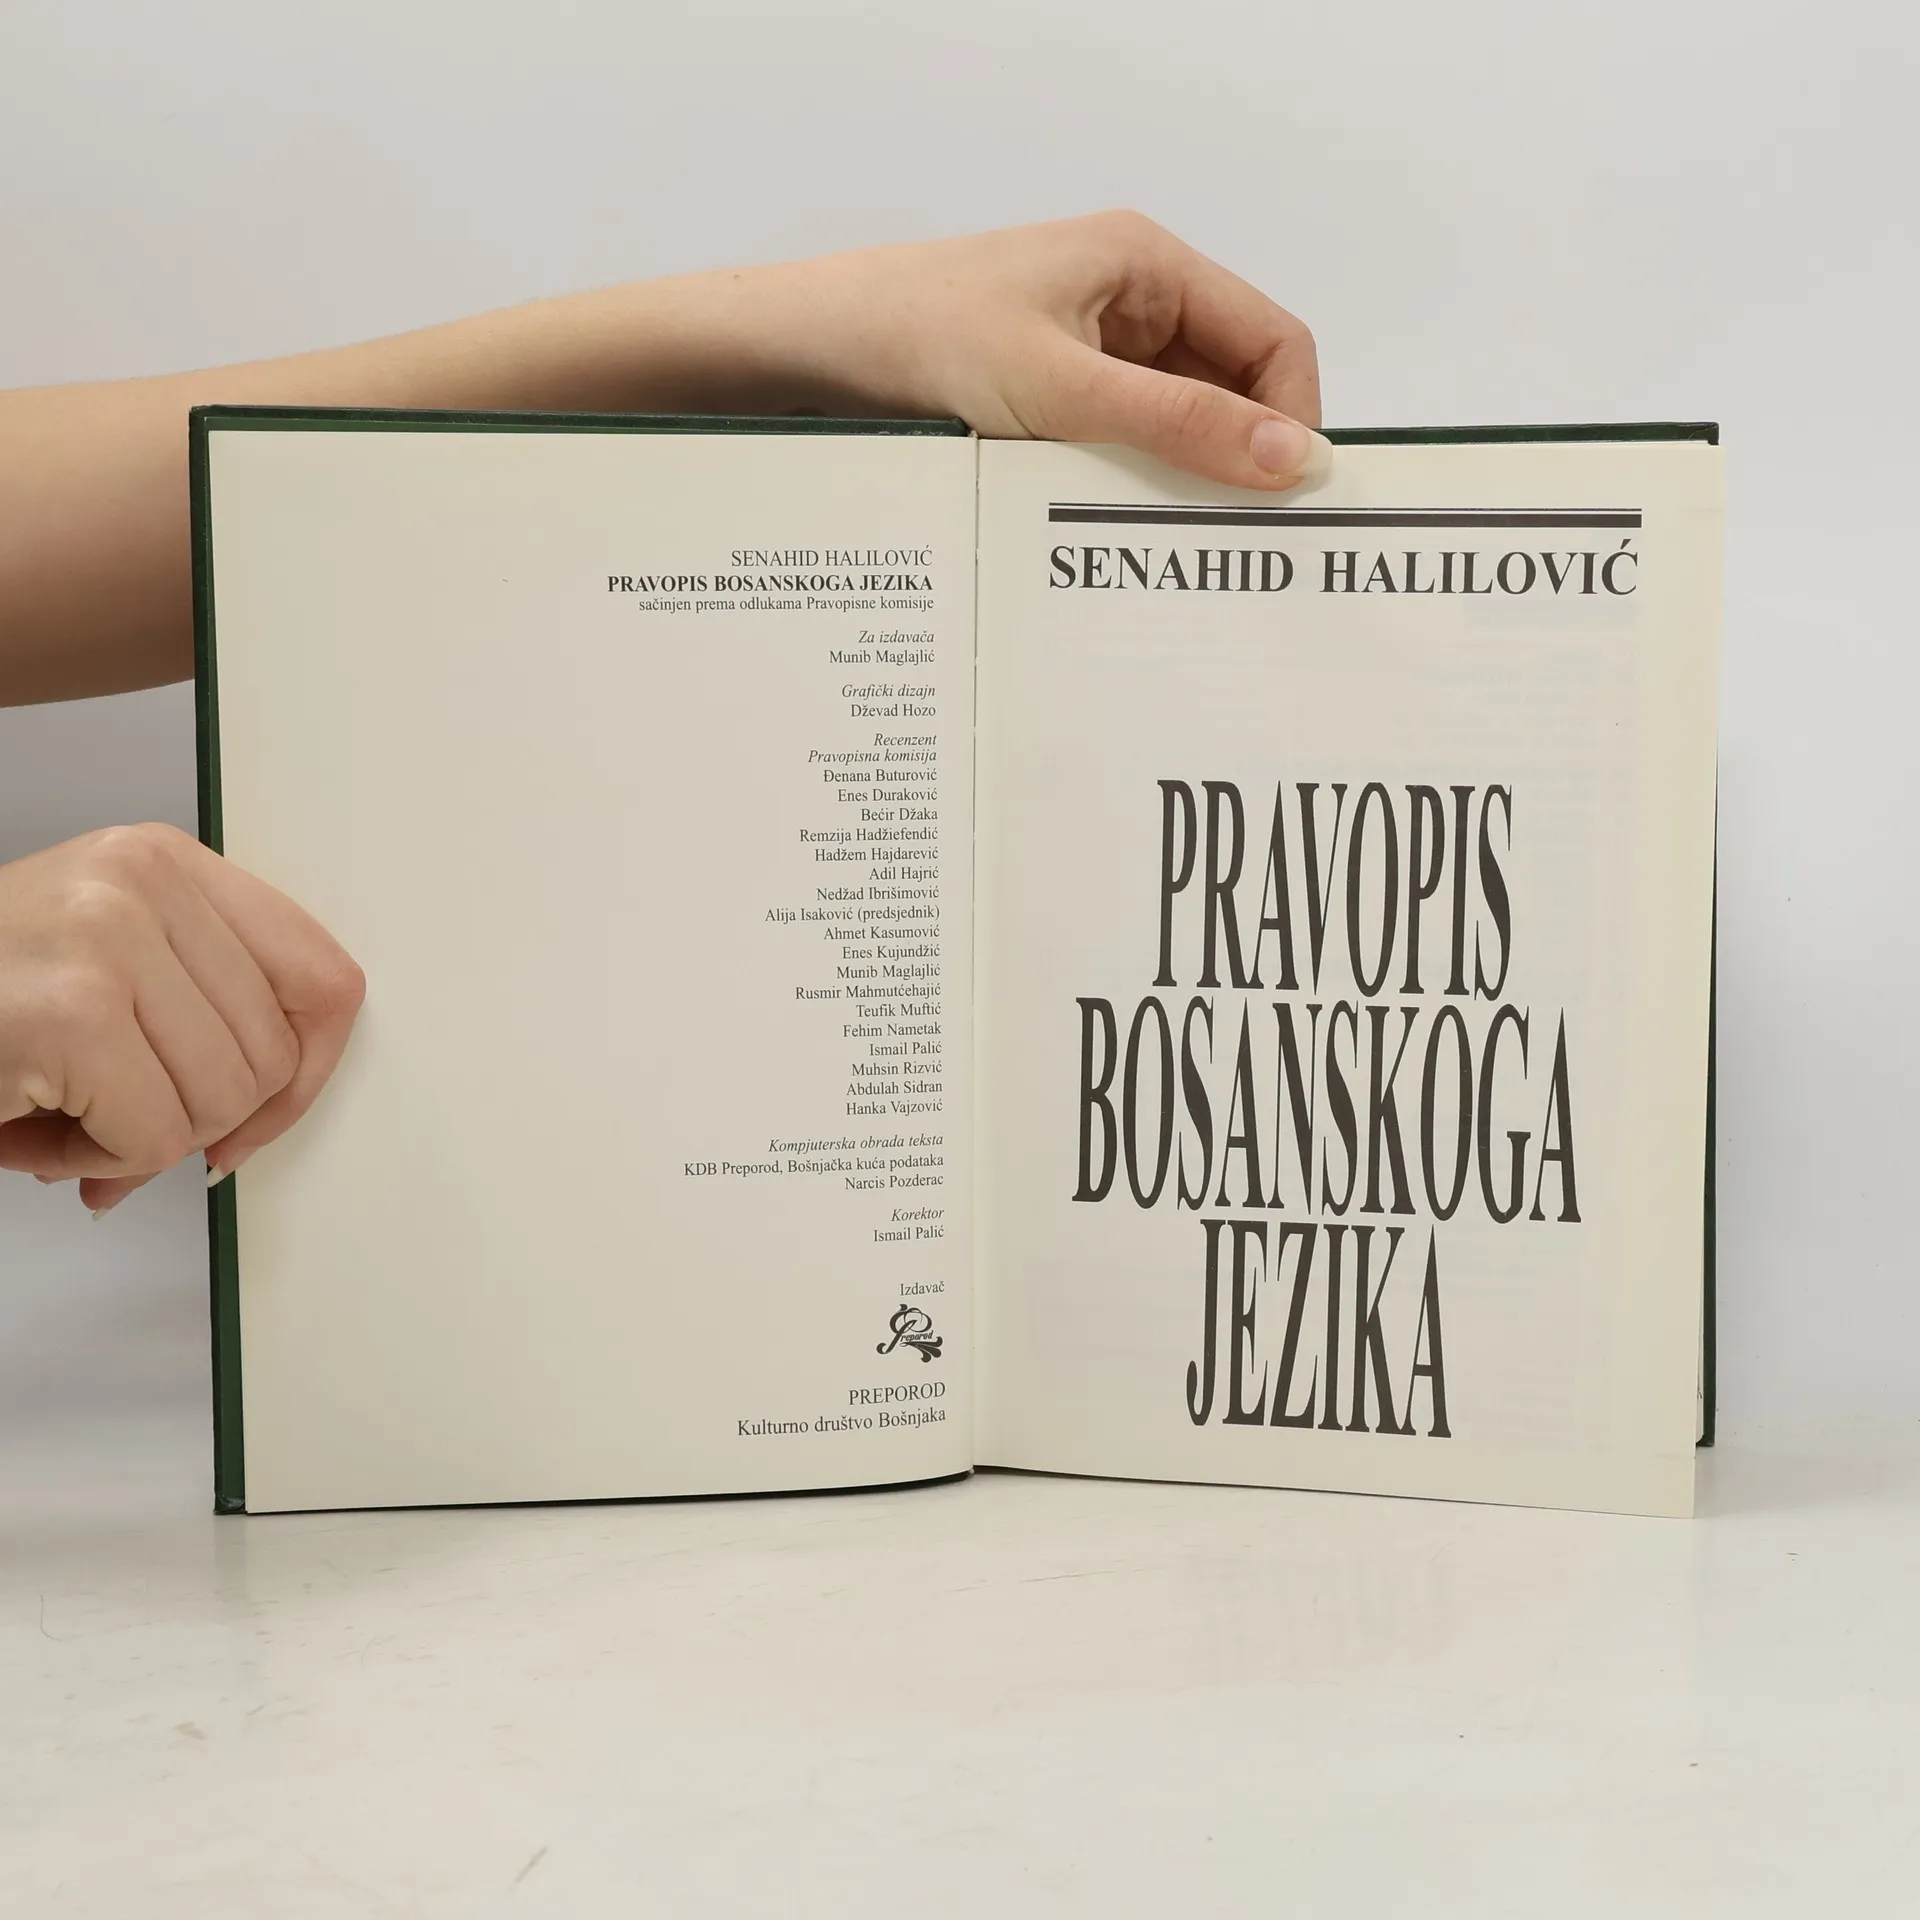 SENAHID HALILOVIĆ
PRAVOPIS BOSANSKOGA JEZIKA
sačinjen prema odlukama Pravopisne komisije
Za izdavača
Munib Maglajlić
Grafički dizajn
Dževad Hozo
Recenzent
Pravopisna komisija
Đenana Buturović
Enes Duraković
Bećir Džaka
Remzija Hadžiefendić
Hadžem Hajdarević
Adil Hajrić
Nedžad Ibrišimović
Alija Isaković (predsjednik)
Ahmet Kasumović
Enes Kujundžić
Munib Maglajlić
Rusmir Mahmutćehajić
Teufik Muftić
Fehim Nametak
Ismail Palić
Muhsin Rizvić
Abdulah Sidran
Hanka Vajzović
Kompjuterska obrada teksta
KDB Preporod, Bošnjačka kuća podataka
Narcis Pozderac
Korektor
Ismail Palić
Izdavač
Preporod
PREPOROD
Kulturno društvo Bošnjaka
SENAHID HALILOVIĆ
PRAVOPIS
BOSANSKOGA
JEZIKA